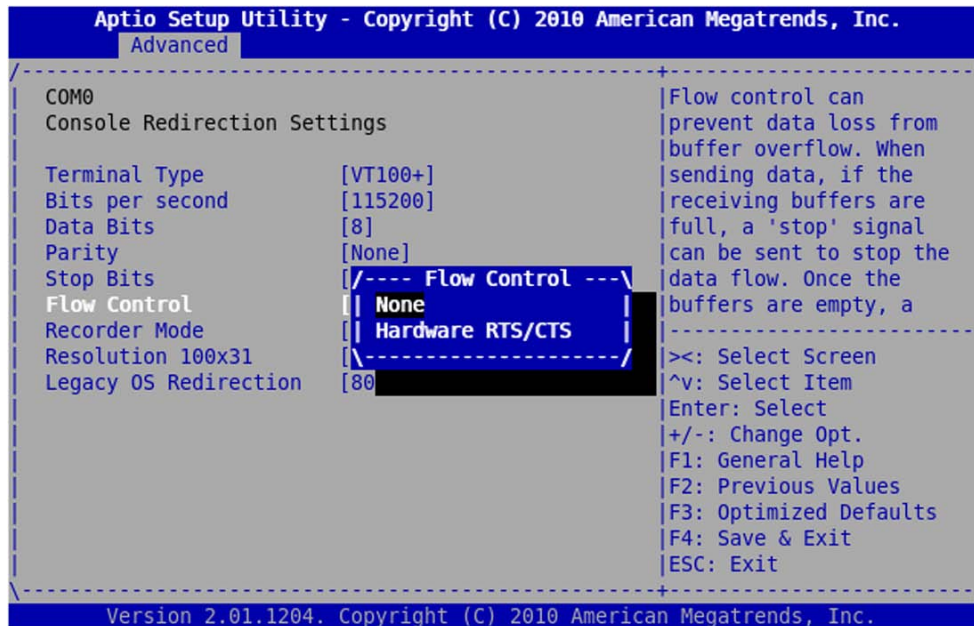 Aptio Setup Utility - Copyright (C) 2010 American Megatrends, Inc.
Advanced
COM0
Console Redirection Settings
Terminal Type [VT100+]
Bits per second [115200]
Data Bits [8]
Parity [None]
Stop Bits [
Flow Control [
Recorder Mode [
Resolution 100x31 [
Legacy OS Redirection [80
/---- Flow Control ---\
| None |
| Hardware RTS/CTS |
\---------------------/
|Flow control can
|prevent data loss from
|buffer overflow. When
|sending data, if the
|receiving buffers are
|full, a 'stop' signal
|can be sent to stop the
|data flow. Once the
|buffers are empty, a
|><: Select Screen
|^v: Select Item
|Enter: Select
|+/-: Change Opt.
|F1: General Help
|F2: Previous Values
|F3: Optimized Defaults
|F4: Save & Exit
|ESC: Exit
Version 2.01.1204. Copyright (C) 2010 American Megatrends, Inc.